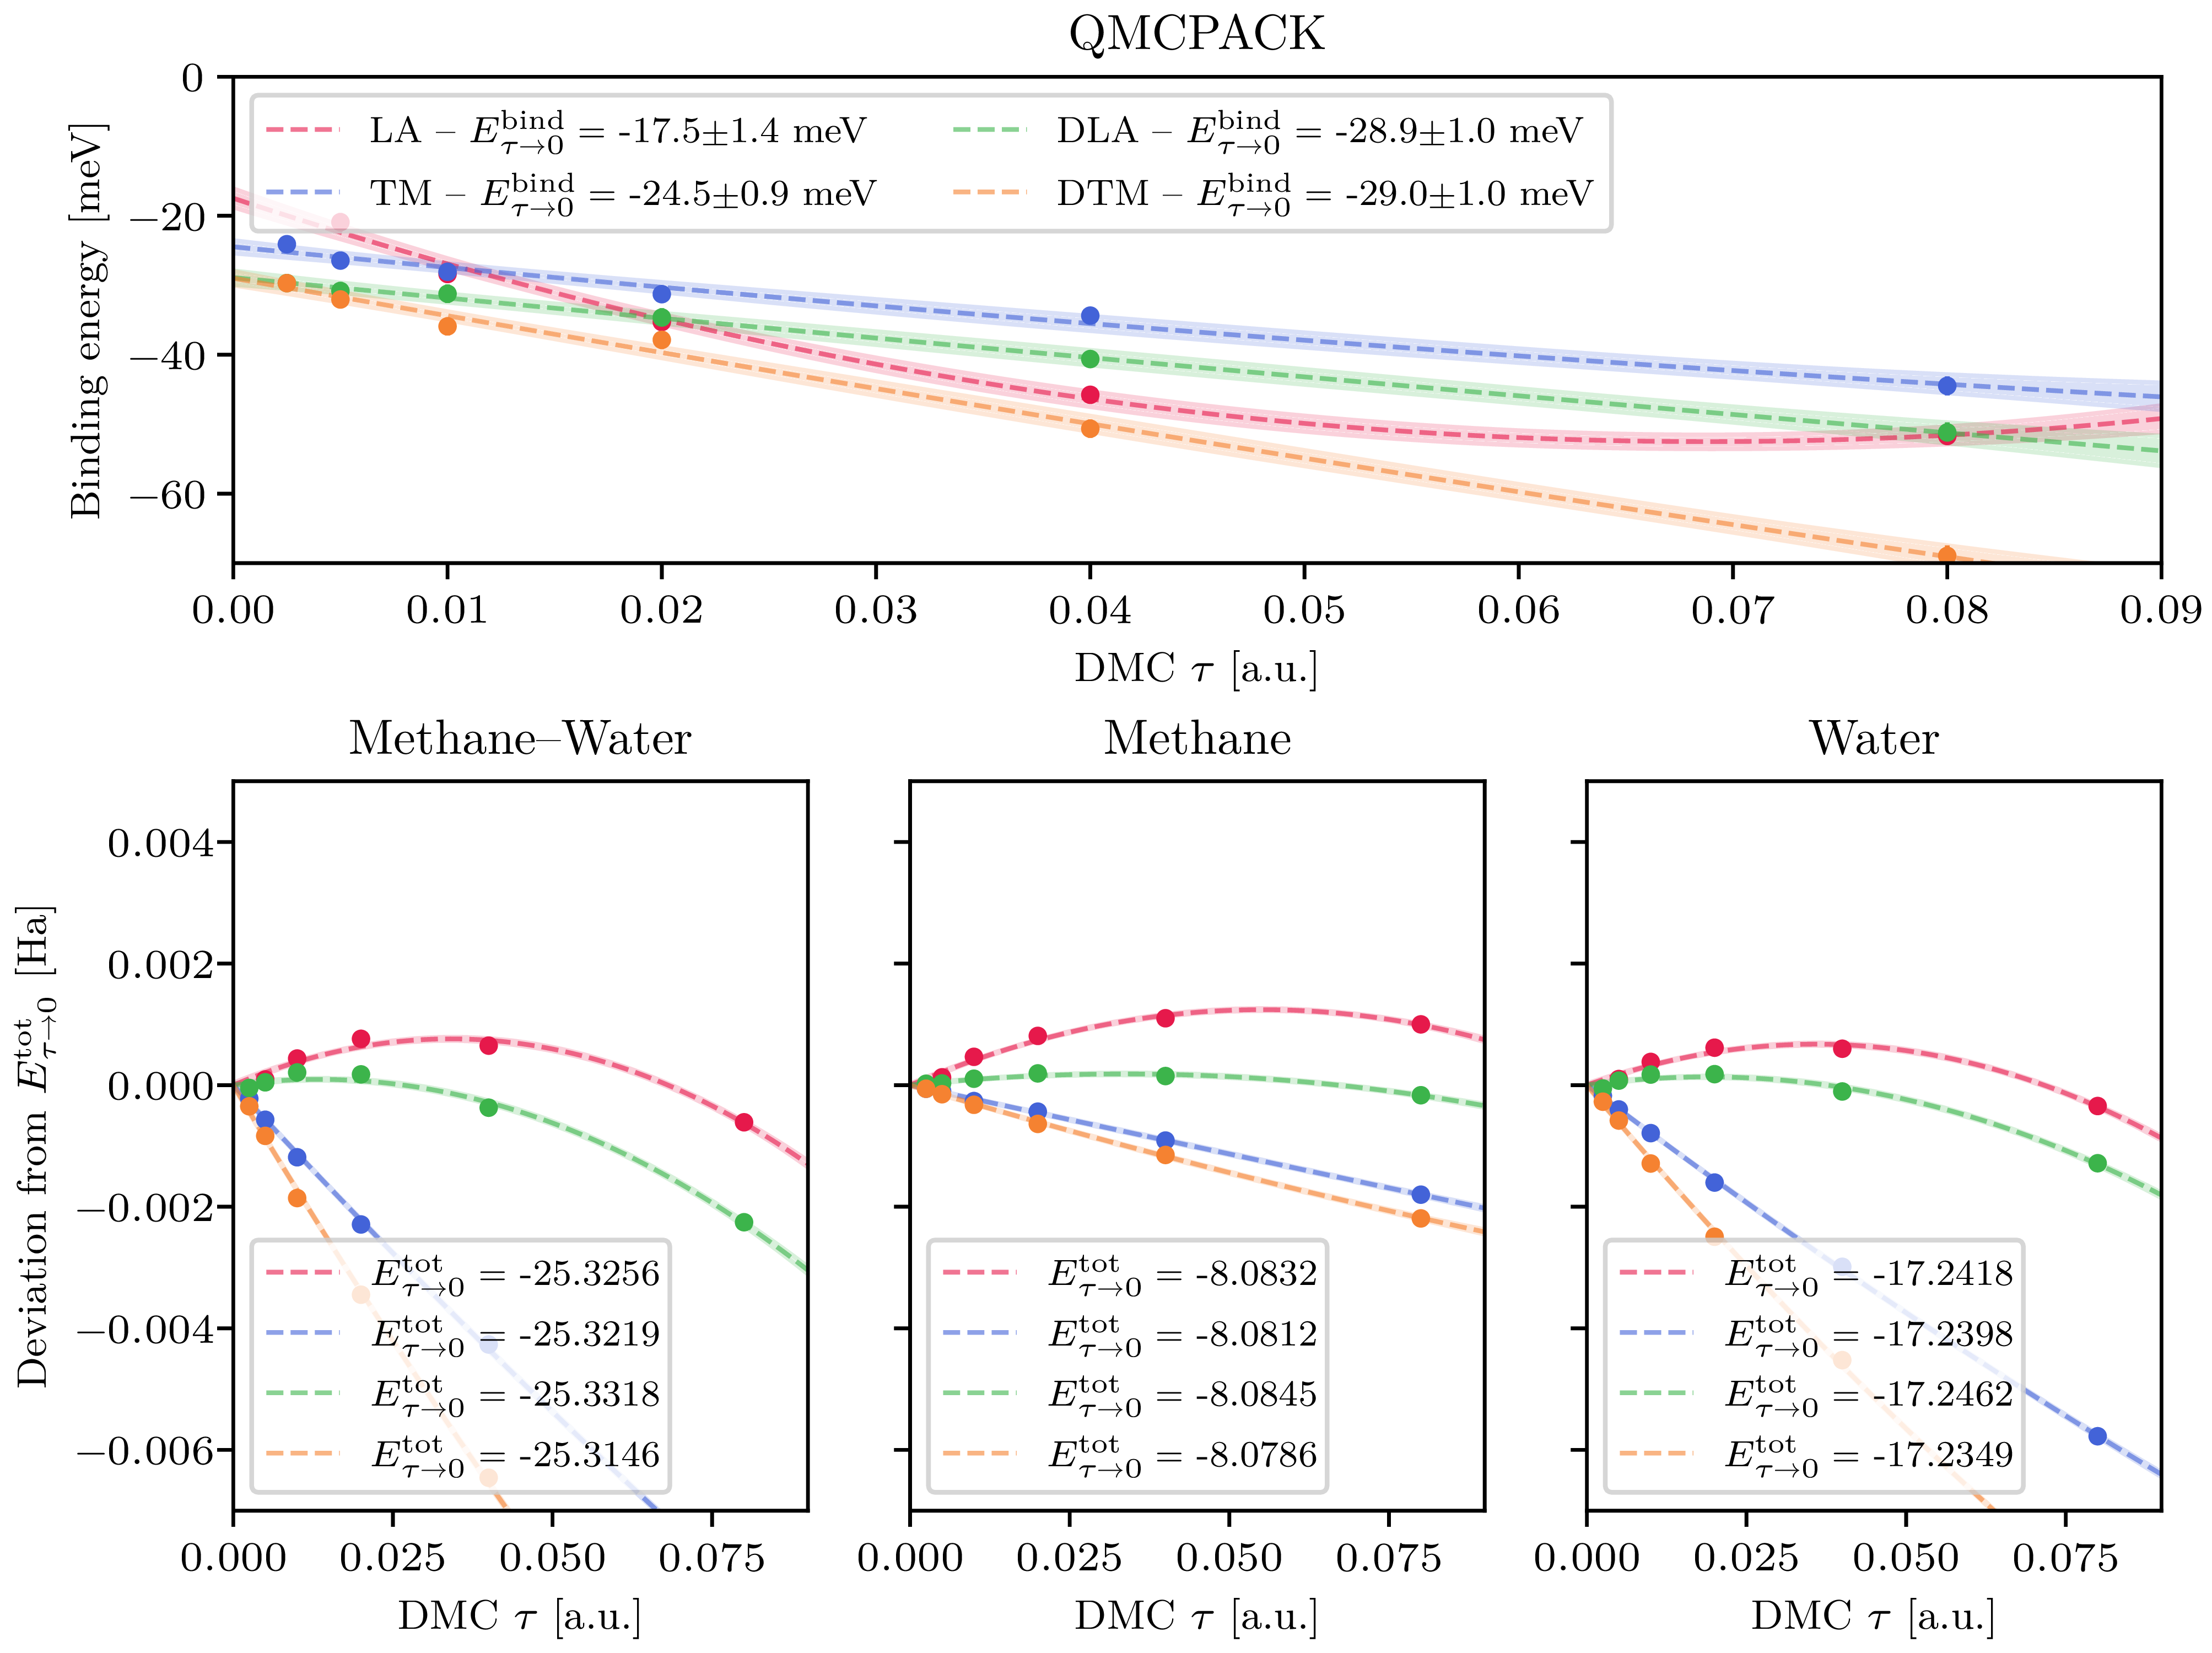 QMCPACK
Binding energy [meV]
0
−20
−40
−60
LA – E^bind_τ→0 = -17.5±1.4 meV
TM – E^bind_τ→0 = -24.5±0.9 meV
DLA – E^bind_τ→0 = -28.9±1.0 meV
DTM – E^bind_τ→0 = -29.0±1.0 meV
0.00 0.01 0.02 0.03 0.04 0.05 0.06 0.07 0.08 0.09
DMC τ [a.u.]
Deviation from E^tot_τ→0 [Ha]
0.004
0.002
0.000
−0.002
−0.004
−0.006
Methane–Water
E^tot_τ→0 = -25.3256
E^tot_τ→0 = -25.3219
E^tot_τ→0 = -25.3318
E^tot_τ→0 = -25.3146
0.000 0.025 0.050 0.075
DMC τ [a.u.]
Methane
E^tot_τ→0 = -8.0832
E^tot_τ→0 = -8.0812
E^tot_τ→0 = -8.0845
E^tot_τ→0 = -8.0786
0.000 0.025 0.050 0.075
DMC τ [a.u.]
Water
E^tot_τ→0 = -17.2418
E^tot_τ→0 = -17.2398
E^tot_τ→0 = -17.2462
E^tot_τ→0 = -17.2349
0.000 0.025 0.050 0.075
DMC τ [a.u.]